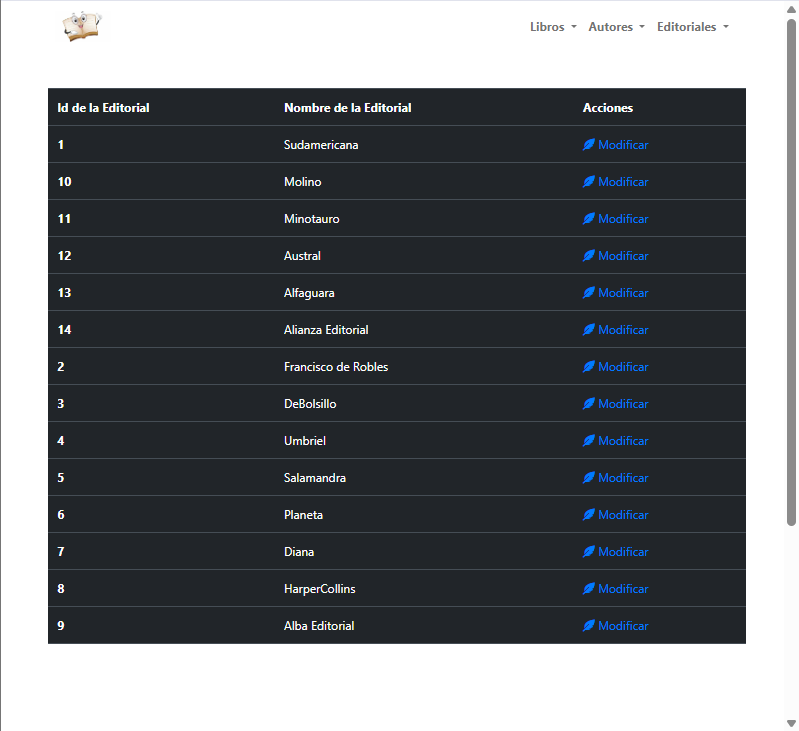 Libros Autores Editoriales
Id de la Editorial Nombre de la Editorial Acciones
1 Sudamericana Modificar
10 Molino Modificar
11 Minotauro Modificar
12 Austral Modificar
13 Alfaguara Modificar
14 Alianza Editorial Modificar
2 Francisco de Robles Modificar
3 DeBolsillo Modificar
4 Umbriel Modificar
5 Salamandra Modificar
6 Planeta Modificar
7 Diana Modificar
8 HarperCollins Modificar
9 Alba Editorial Modificar